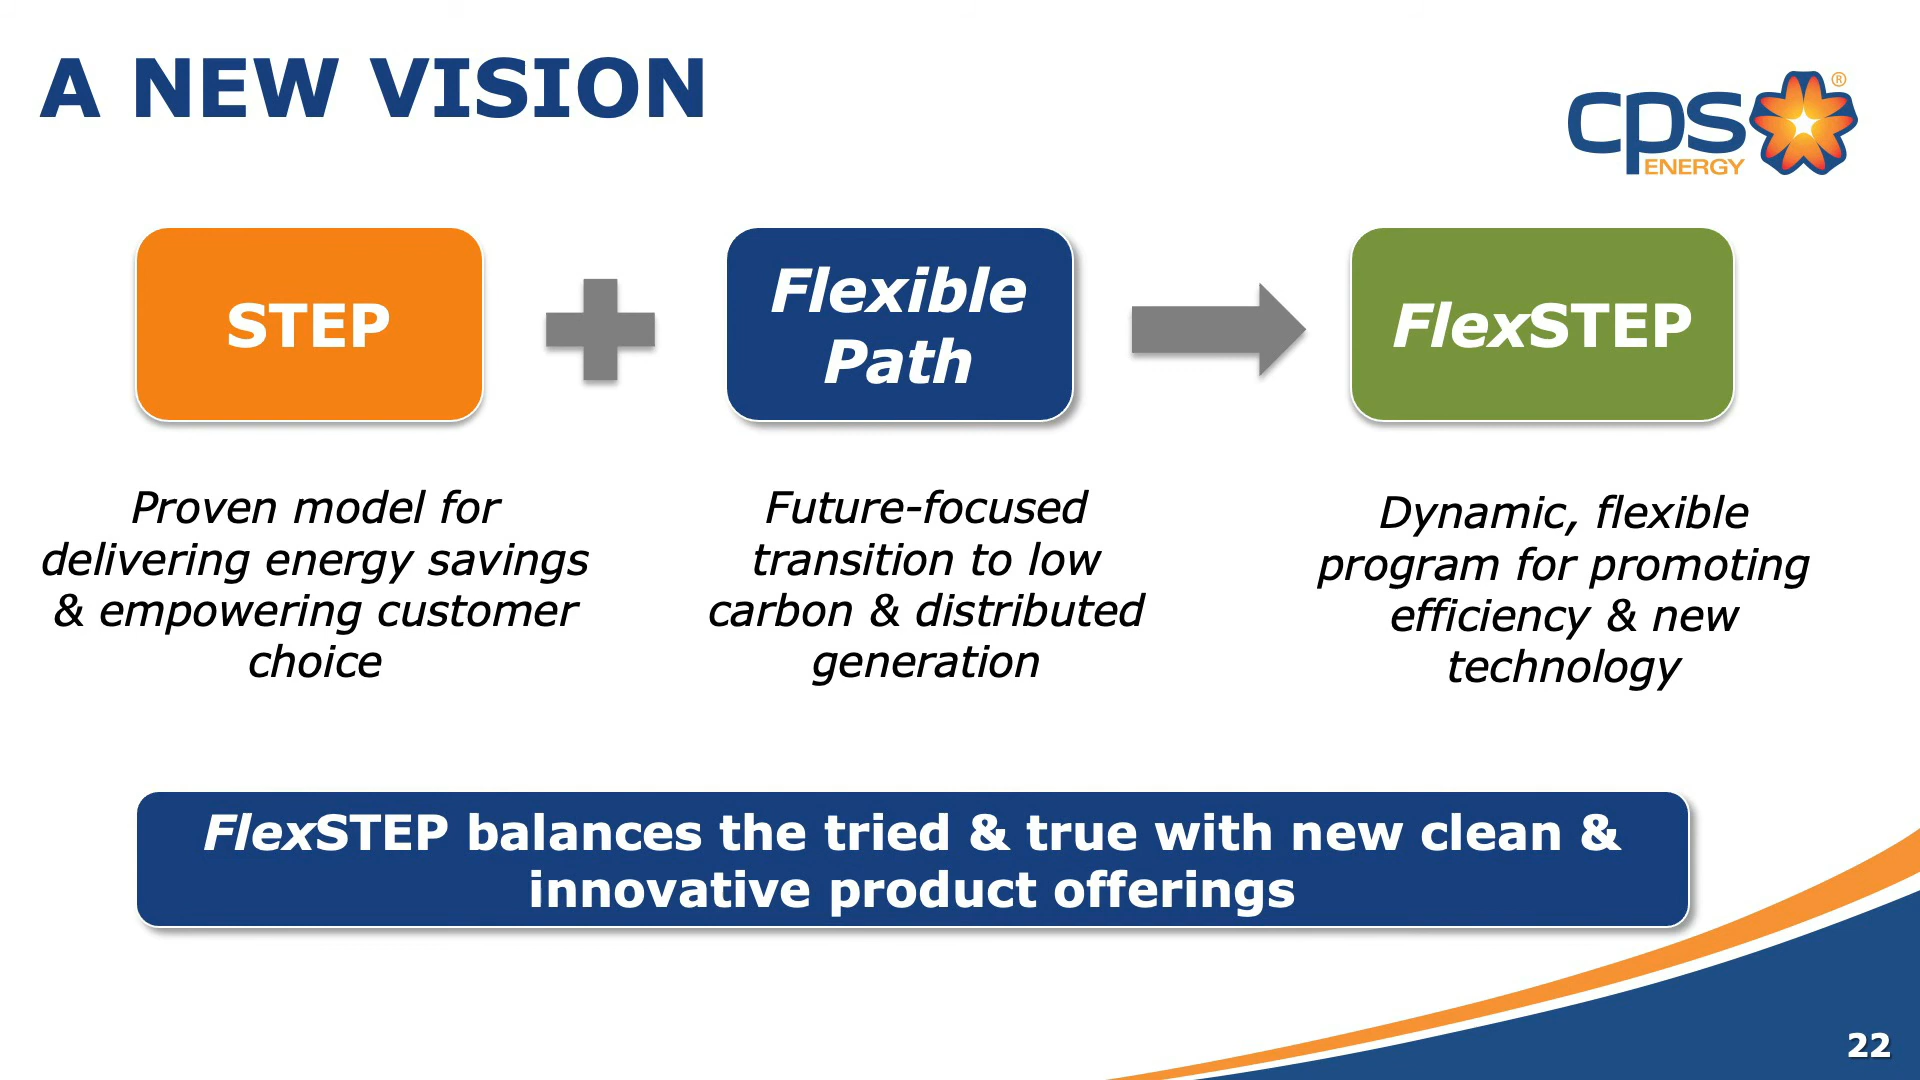 A NEW VISION
cps
ENERGY
®
STEP
Flexible
Path
FlexSTEP
Proven model for
delivering energy savings
& empowering customer
choice
Future-focused
transition to low
carbon & distributed
generation
Dynamic, flexible
program for promoting
efficiency & new
technology
FlexSTEP balances the tried & true with new clean &
innovative product offerings
22